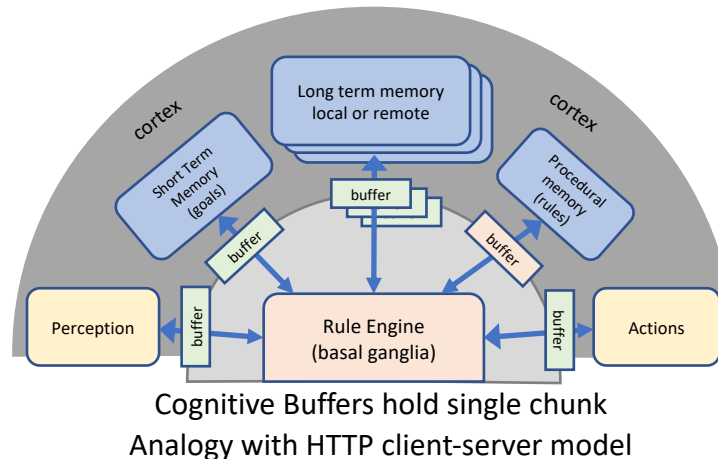 Long term memory
local or remote
cortex
cortex
Short Term
Memory
(goals)
Procedural
memory
(rules)
buffer
buffer
buffer
Perception
buffer
Rule Engine
(basal ganglia)
buffer
Actions
Cognitive Buffers hold single chunk
Analogy with HTTP client-server model